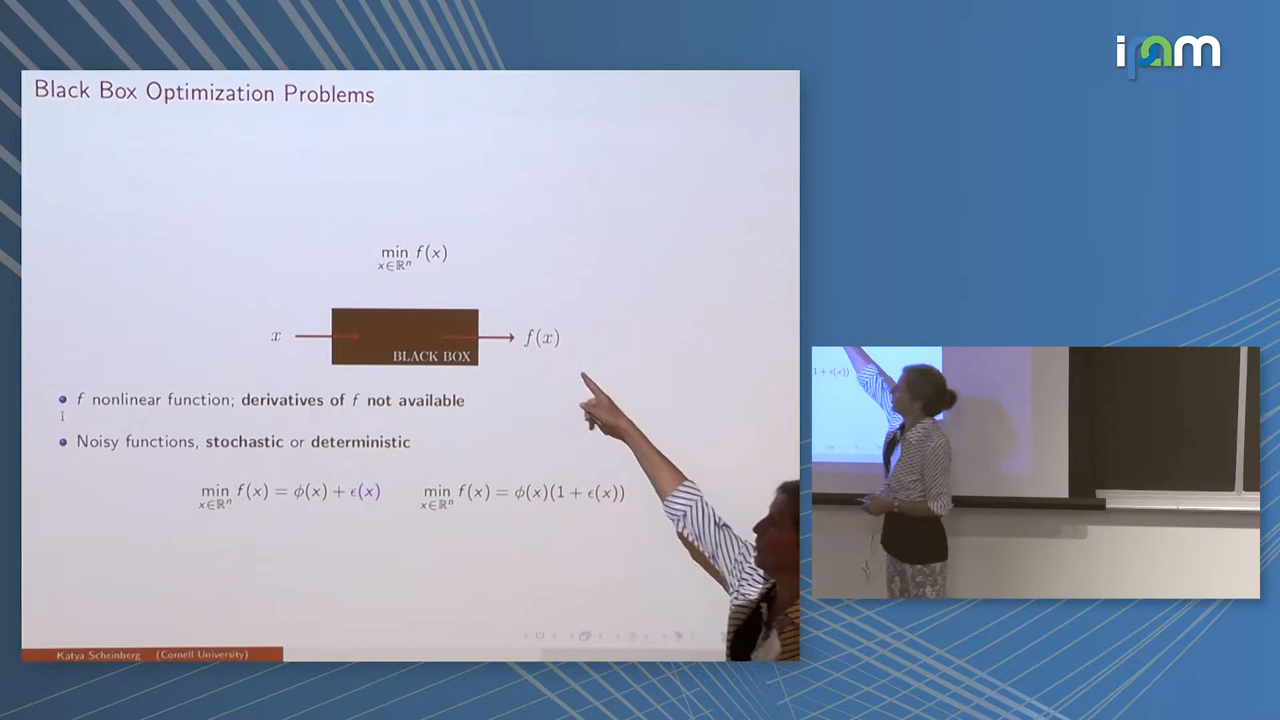 ipam
Black Box Optimization Problems
min f(x)
x∈ℝⁿ
x
f(x)
BLACK BOX
f nonlinear function; derivatives of f not available
Noisy functions, stochastic or deterministic
min f(x) = ϕ(x) + ϵ(x) min f(x) = ϕ(x)(1 + ϵ(x))
x∈ℝⁿ x∈ℝⁿ
Katya Scheinberg (Cornell University)
1 + ϵ(x))